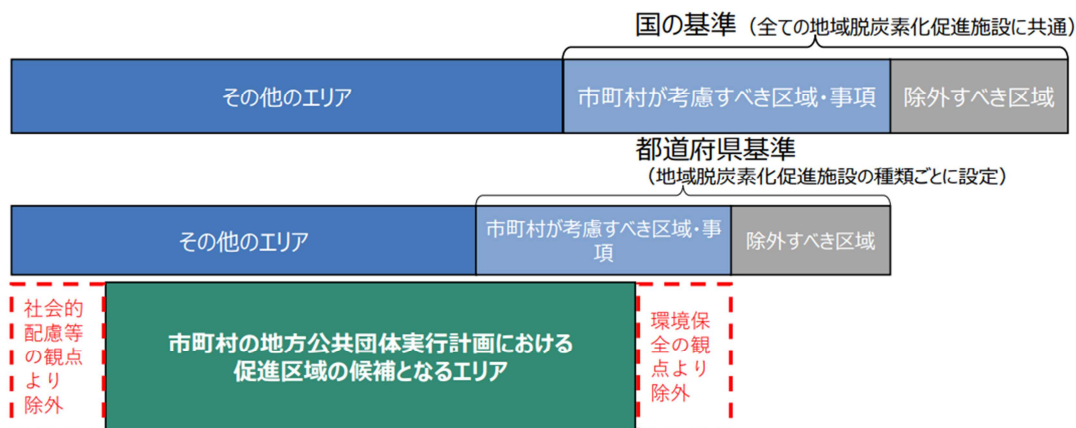 国の基準（全ての地域脱炭素化促進施設に共通）
その他のエリア
市町村が考慮すべき区域・事項
除外すべき区域
都道府県基準
（地域脱炭素化促進施設の種類ごとに設定）
その他のエリア
市町村が考慮すべき区域・事
項
除外すべき区域
社会的
配慮等
の観点
より
除外
市町村の地方公共団体実行計画における
促進区域の候補となるエリア
環境保
全の観
点より
除外